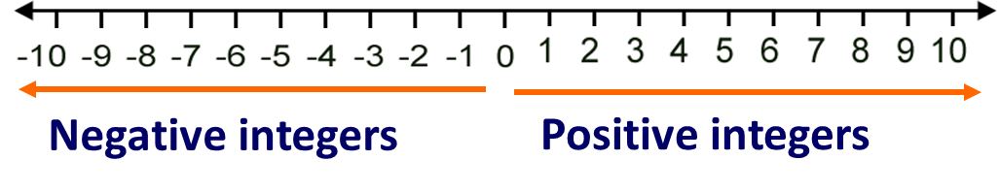 -10 -9 -8 -7 -6 -5 -4 -3 -2 -1 0 1 2 3 4 5 6 7 8 9 10
Negative integers Positive integers